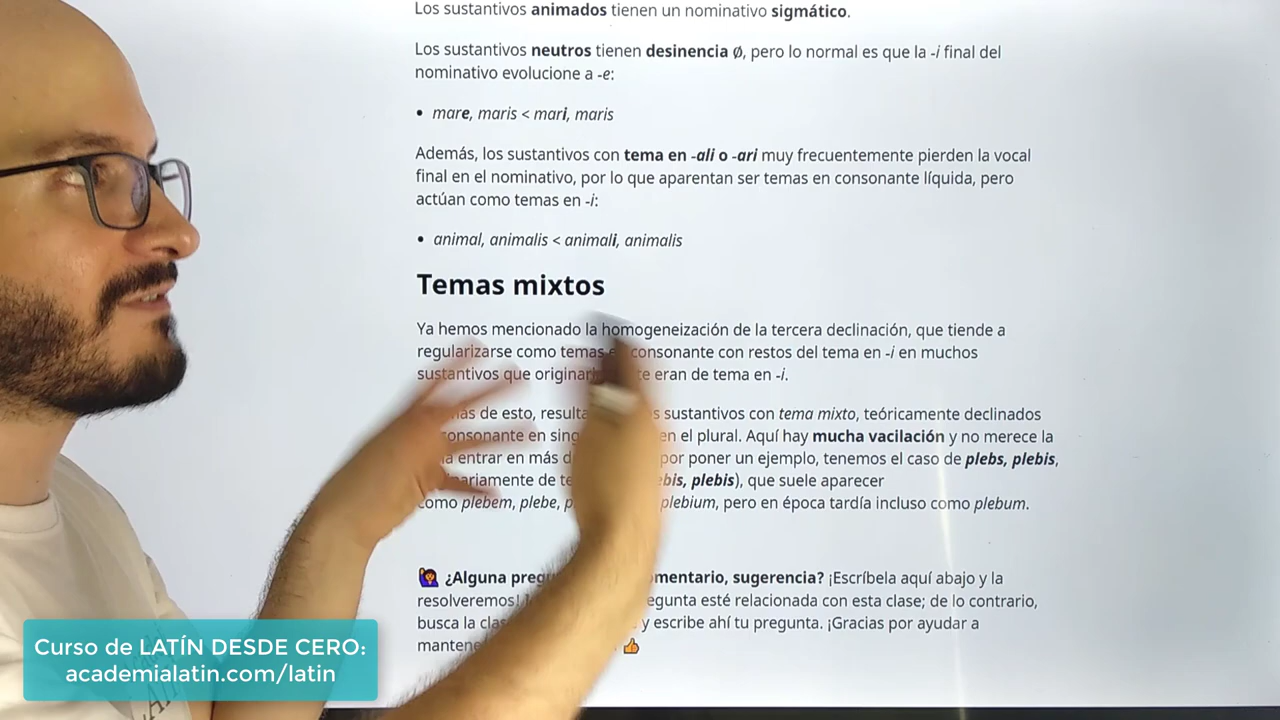 Los sustantivos animados tienen un nominativo sigmático.
Los sustantivos neutros tienen desinencia ø, pero lo normal es que la -i final del
nominativo evolucione a -e:
• mare, maris < mari, maris
Además, los sustantivos con tema en -ali o -ari muy frecuentemente pierden la vocal
final en el nominativo, por lo que aparentan ser temas en consonante líquida, pero
actúan como temas en -i:
• animal, animalis < animali, animalis
Temas mixtos
Ya hemos mencionado la homogeneización de la tercera declinación, que tiende a
regularizarse como temas consonante con restos del tema en -i en muchos
sustantivos que eran de tema en -i.
de esto, sustantivos con tema mixto, teóricamente declinados
consonante en en el plural. Aquí hay mucha vacilación y no merece la
entrar en más por poner un ejemplo, tenemos el caso de plebs, plebis,
de plebis), que suele aparecer
como plebem, plebe, plebium, pero en época tardía incluso como plebum.
¿Alguna sugerencia? ¡Escríbela aquí abajo y la
resolveremos! esté relacionada con esta clase; de lo contrario,
busca la y escribe ahí tu pregunta. ¡Gracias por ayudar a
Curso de LATÍN DESDE CERO:
academialatin.com/latin